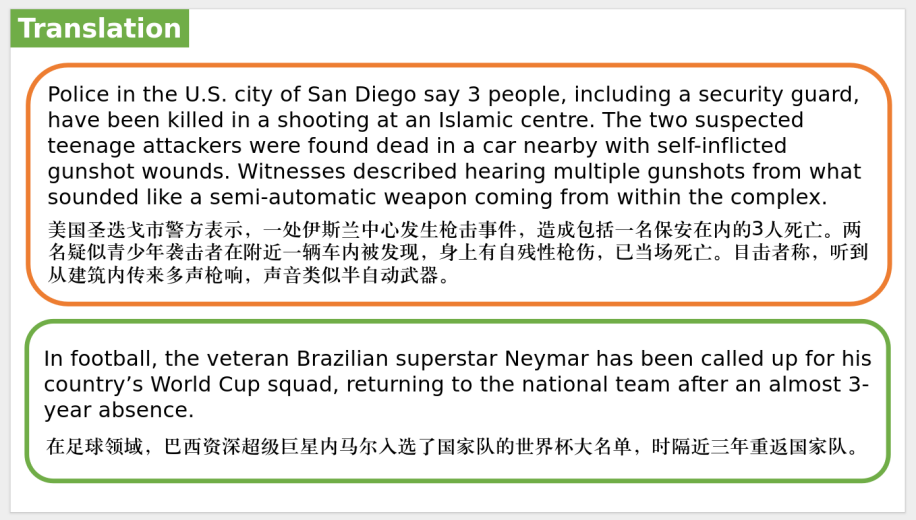 Translation
Police in the U.S. city of San Diego say 3 people, including a security guard,
have been killed in a shooting at an Islamic centre. The two suspected
teenage attackers were found dead in a car nearby with self-inflicted
gunshot wounds. Witnesses described hearing multiple gunshots from what
sounded like a semi-automatic weapon coming from within the complex.
美国圣迭戈市警方表示，一处伊斯兰中心发生枪击事件，造成包括一名保安在内的3人死亡。两
名疑似青少年袭击者在附近一辆车内被发现，身上有自残性枪伤，已当场死亡。目击者称，听到
从建筑内传来多声枪响，声音类似半自动武器。
In football, the veteran Brazilian superstar Neymar has been called up for his
country’s World Cup squad, returning to the national team after an almost 3-
year absence.
在足球领域，巴西资深超级巨星内马尔入选了国家队的世界杯大名单，时隔近三年重返国家队。